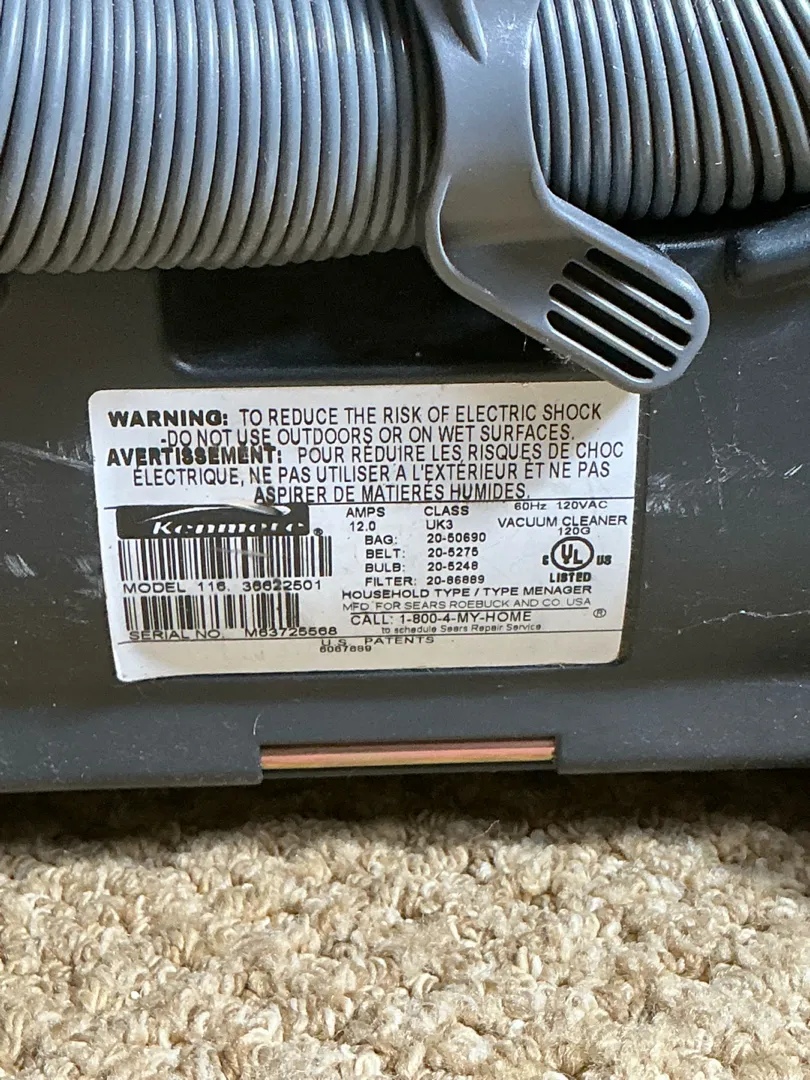 WARNING: TO REDUCE THE RISK OF ELECTRIC SHOCK
-DO NOT USE OUTDOORS OR ON WET SURFACES.
AVERTISSEMENT: POUR RÉDUIRE LES RISQUES DE CHOC
ÉLECTRIQUE, NE PAS UTILISER À L'EXTÉRIEUR ET NE PAS
ASPIRER DE MATIERÈS HUMIDES.
Kenmore ®
AMPS CLASS 60Hz 120VAC
12.0 UK3 VACUUM CLEANER
120G
BAG: 20-50690
BELT: 20-5275
BULB: 20-5248
FILTER: 20-86889
C UL US
LISTED
MODEL 116. 36622501
HOUSEHOLD TYPE / TYPE MENAGER
MFD FOR SEARS ROEBUCK AND CO. USA
CALL: 1-800-4-MY-HOME ®
to schedule Sears Repair Service
SERIAL NO. M63725568
U.S. PATENTS
6067689